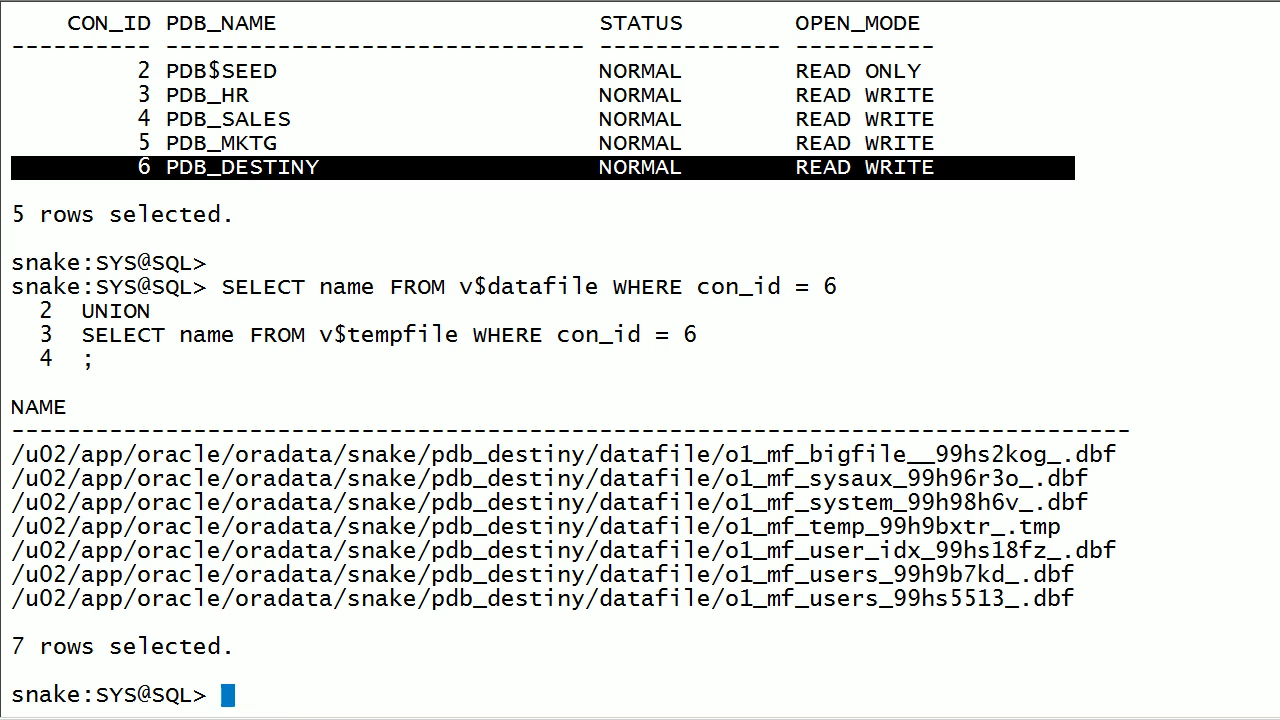 CON_ID PDB_NAME                       STATUS        OPEN_MODE
---------- ------------------------------ ------------- ----------
         2 PDB$SEED                       NORMAL        READ ONLY
         3 PDB_HR                         NORMAL        READ WRITE
         4 PDB_SALES                      NORMAL        READ WRITE
         5 PDB_MKTG                       NORMAL        READ WRITE
         6 PDB_DESTINY                    NORMAL        READ WRITE
5 rows selected.
snake:SYS@SQL>
snake:SYS@SQL> SELECT name FROM v$datafile WHERE con_id = 6
  2  UNION
  3  SELECT name FROM v$tempfile WHERE con_id = 6
  4  ;
NAME
--------------------------------------------------------------------------------
/u02/app/oracle/oradata/snake/pdb_destiny/datafile/o1_mf_bigfile__99hs2kog_.dbf
/u02/app/oracle/oradata/snake/pdb_destiny/datafile/o1_mf_sysaux_99h96r3o_.dbf
/u02/app/oracle/oradata/snake/pdb_destiny/datafile/o1_mf_system_99h98h6v_.dbf
/u02/app/oracle/oradata/snake/pdb_destiny/datafile/o1_mf_temp_99h9bxtr_.tmp
/u02/app/oracle/oradata/snake/pdb_destiny/datafile/o1_mf_user_idx_99hs18fz_.dbf
/u02/app/oracle/oradata/snake/pdb_destiny/datafile/o1_mf_users_99h9b7kd_.dbf
/u02/app/oracle/oradata/snake/pdb_destiny/datafile/o1_mf_users_99hs5513_.dbf
7 rows selected.
snake:SYS@SQL>